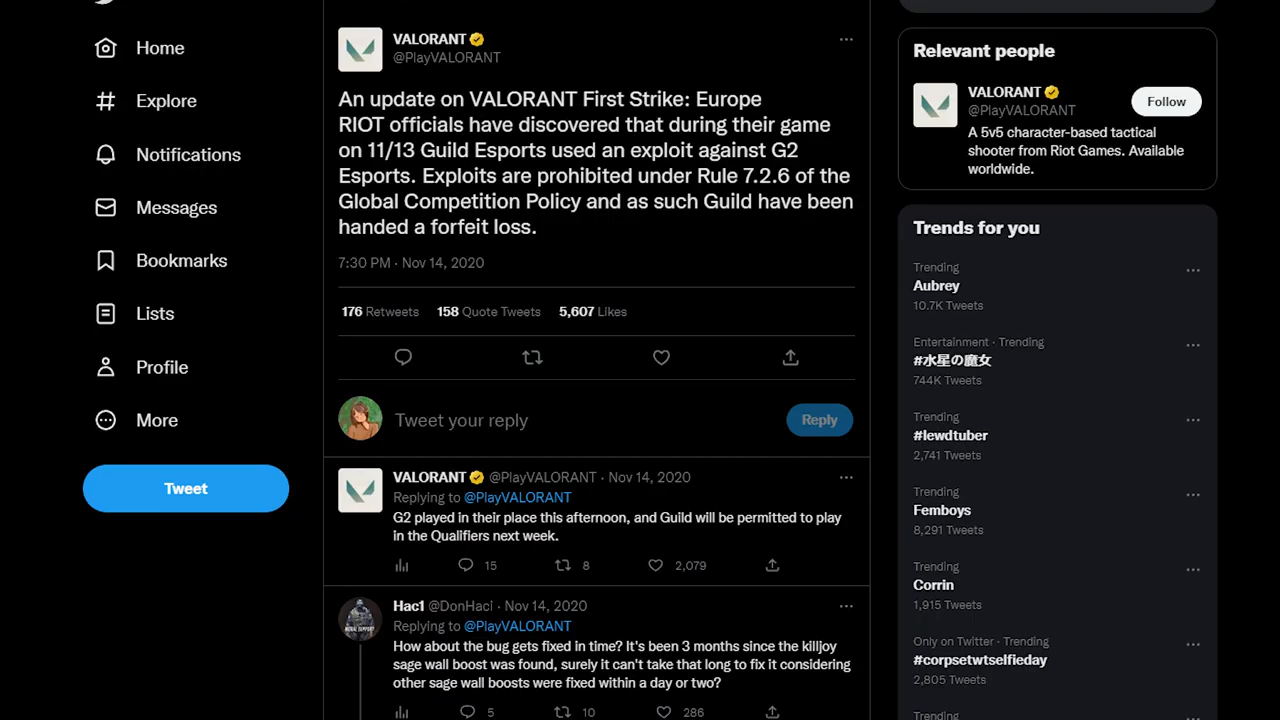 Home
Explore
Notifications
Messages
Bookmarks
Lists
Profile
More
Tweet
VALORANT
@PlayVALORANT
An update on VALORANT First Strike: Europe
RIOT officials have discovered that during their game
on 11/13 Guild Esports used an exploit against G2
Esports. Exploits are prohibited under Rule 7.2.6 of the
Global Competition Policy and as such Guild have been
handed a forfeit loss.
7:30 PM · Nov 14, 2020
176 Retweets 158 Quote Tweets 5,607 Likes
Tweet your reply
Reply
VALORANT @PlayVALORANT · Nov 14, 2020
Replying to @PlayVALORANT
G2 played in their place this afternoon, and Guild will be permitted to play
in the Qualifiers next week.
15 8 2,079
Hac1 @DonHaci · Nov 14, 2020
Replying to @PlayVALORANT
How about the bug gets fixed in time? It's been 3 months since the killjoy
sage wall boost was found, surely it can't take that long to fix it considering
other sage wall boosts were fixed within a day or two?
5 10 286
Relevant people
VALORANT
@PlayVALORANT
Follow
A 5v5 character-based tactical
shooter from Riot Games. Available
worldwide.
Trends for you
Trending
Aubrey
10.7K Tweets
Entertainment · Trending
#水星の魔女
744K Tweets
Trending
#lewdtuber
2,741 Tweets
Trending
Femboys
8,291 Tweets
Trending
Corrin
1,915 Tweets
Only on Twitter · Trending
#corpsetwtselfieday
2,805 Tweets
Trending